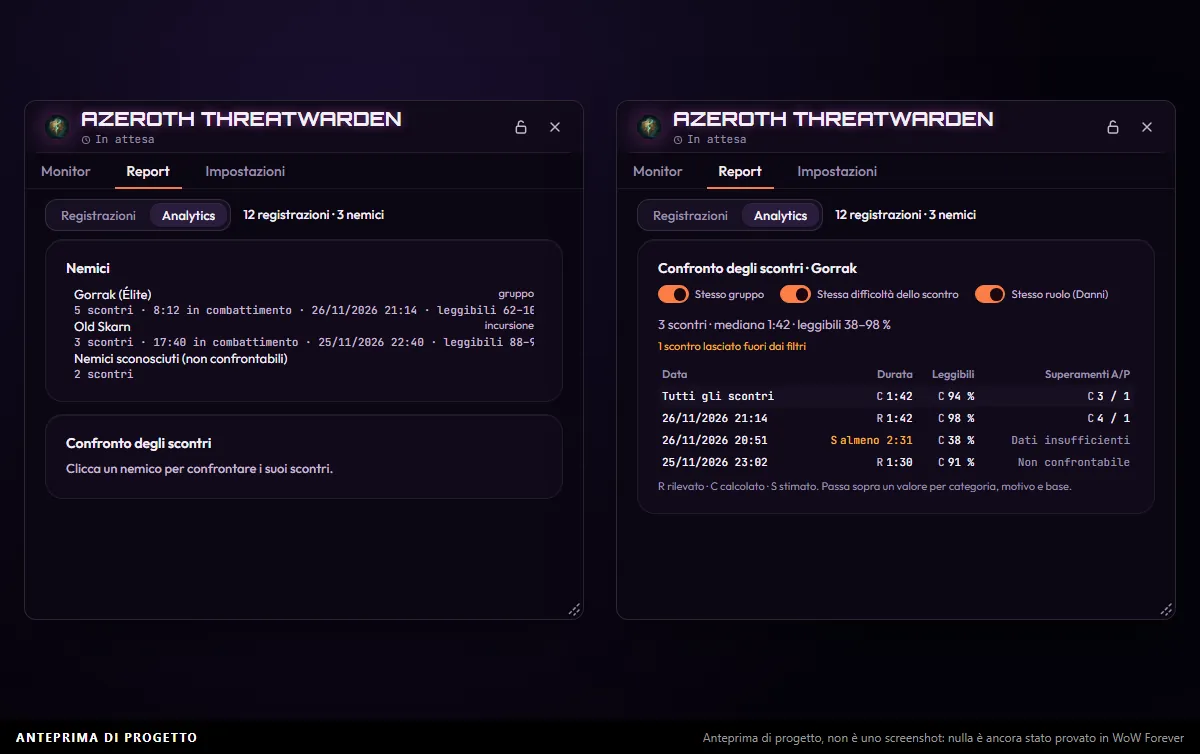 AZEROTH THREATWARDEN
In attesa
Monitor Report Impostazioni
Registrazioni Analytics 12 registrazioni · 3 nemici
Nemici
Gorrak (Élite) gruppo
5 scontri · 8:12 in combattimento · 26/11/2026 21:14 · leggibili
Old Skarn incursione
3 scontri · 17:40 in combattimento · 25/11/2026 22:40 · leggibili
Nemici sconosciuti (non confrontabili)
2 scontri
Confronto degli scontri
Clicca un nemico per confrontare i suoi scontri.
AZEROTH THREATWARDEN
In attesa
Monitor Report Impostazioni
Registrazioni Analytics 12 registrazioni · 3 nemici
Confronto degli scontri · Gorrak
Stesso gruppo Stessa difficoltà dello scontro Stesso ruolo (Danni)
3 scontri · mediana 1:42 · leggibili 38–98 %
1 scontro lasciato fuori dai filtri
Data Durata Leggibili Superamenti A/P
Tutti gli scontri C 1:42 C 94 % C 3 / 1
26/11/2026 21:14 R 1:42 C 98 % C 4 / 1
26/11/2026 20:51 S almeno 2:31 C 38 % Dati insufficienti
25/11/2026 23:02 R 1:30 C 91 % Non confrontabile
R rilevato · C calcolato · S stimato. Passa sopra un valore per categoria, motivo e base.
ANTEPRIMA DI PROGETTO
Anteprima di progetto, non è uno screenshot: nulla è ancora stato provato in WoW Forever